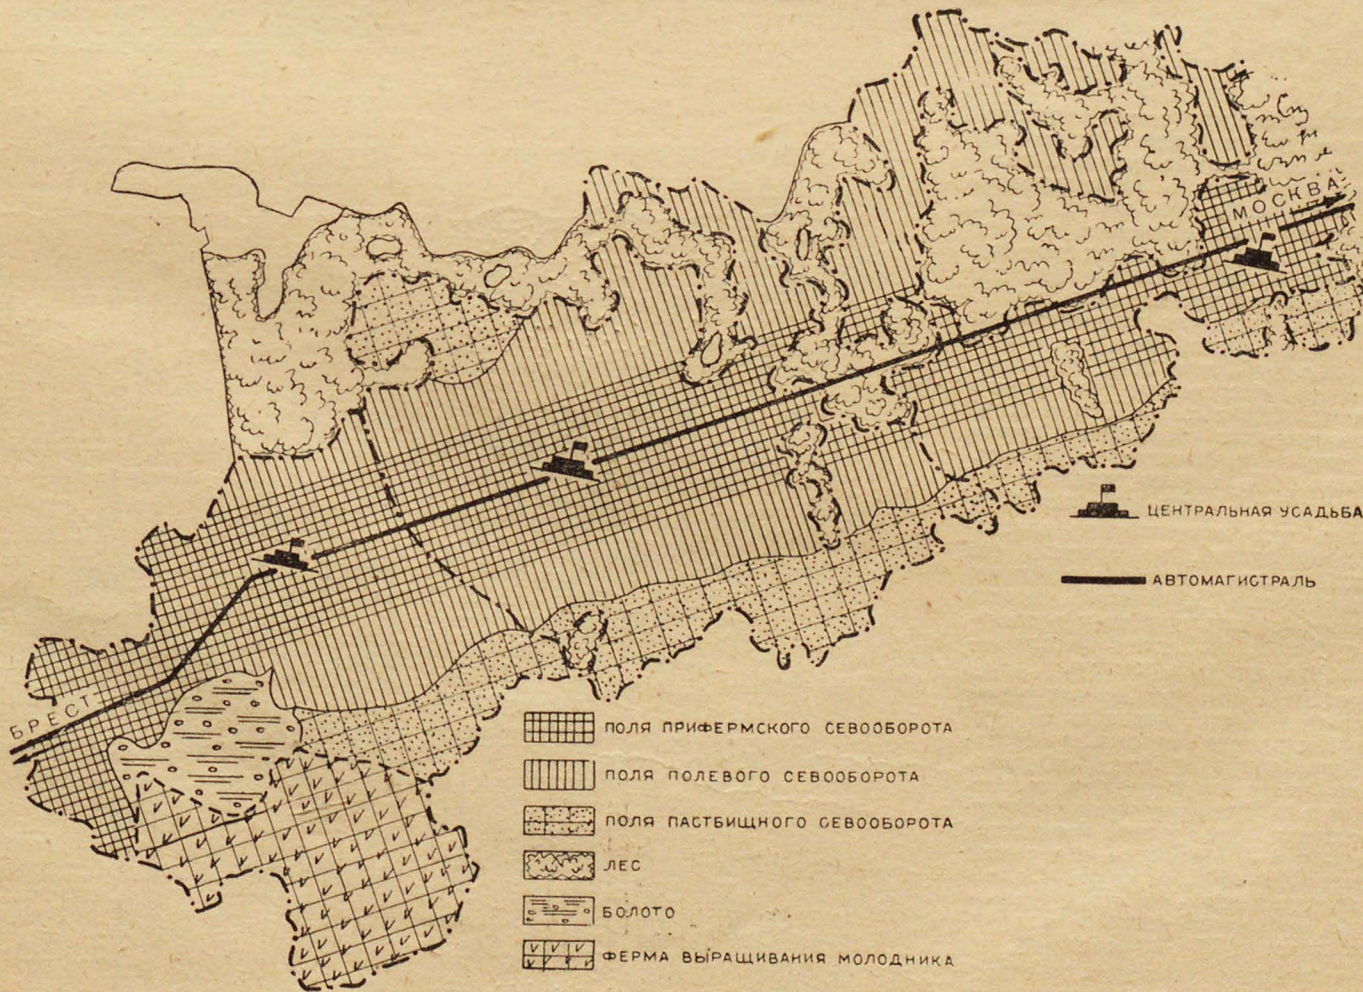 МОСКВА
БРЕСТ
ЦЕНТРАЛЬНАЯ УСАДЬБА
АВТОМАГИСТРАЛЬ
ПОЛЯ ПРИФЕРМСКОГО СЕВООБОРОТА
ПОЛЯ ПОЛЕВОГО СЕВООБОРОТА
ПОЛЯ ПАСТБИЩНОГО СЕВООБОРОТА
ЛЕС
БОЛОТО
ФЕРМА ВЫРАЩИВАНИЯ МОЛОДНИКА